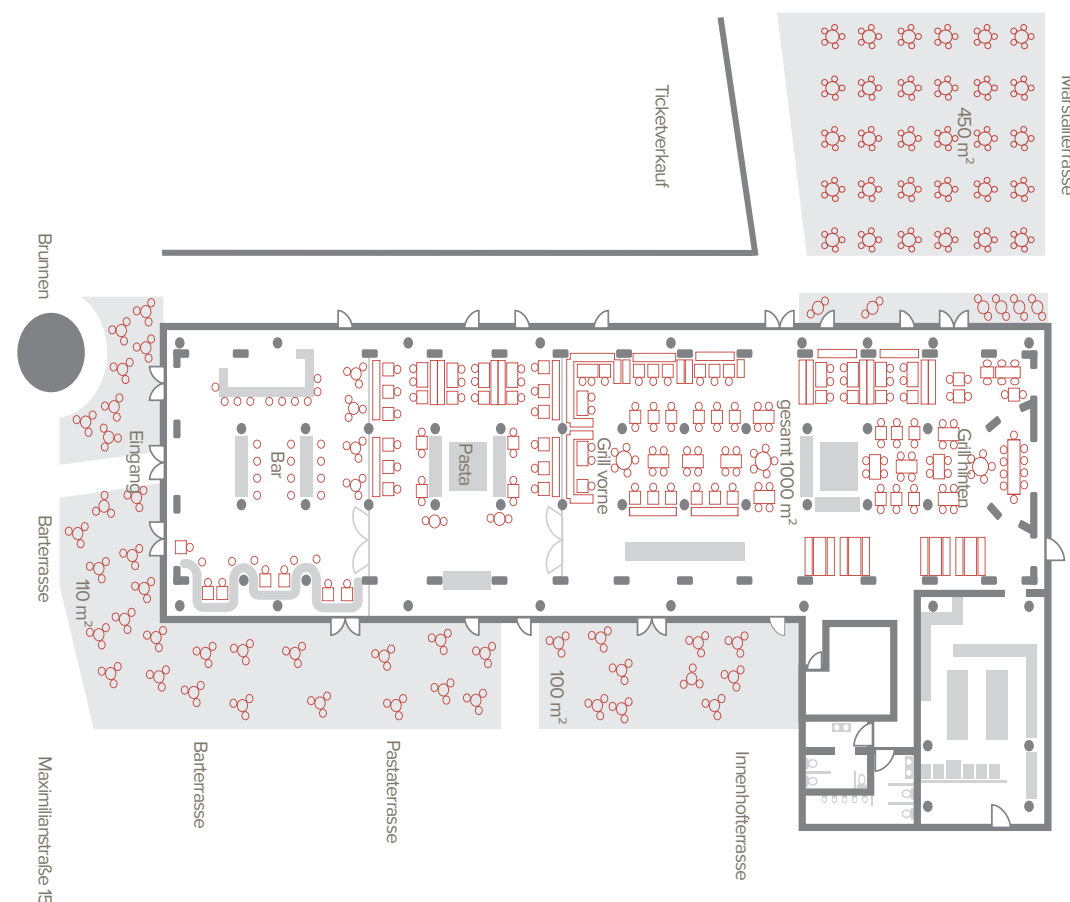 Marstallterrasse
450 m²
Ticketverkauf
Brunnen
Eingang
Bar
Pasta
Grill vorne
gesamt 1000 m²
Grill hinten
Barterrasse
110 m²
100 m²
Barterrasse
Pastaterrasse
Innenhofterrasse
Maximilianstraße 15